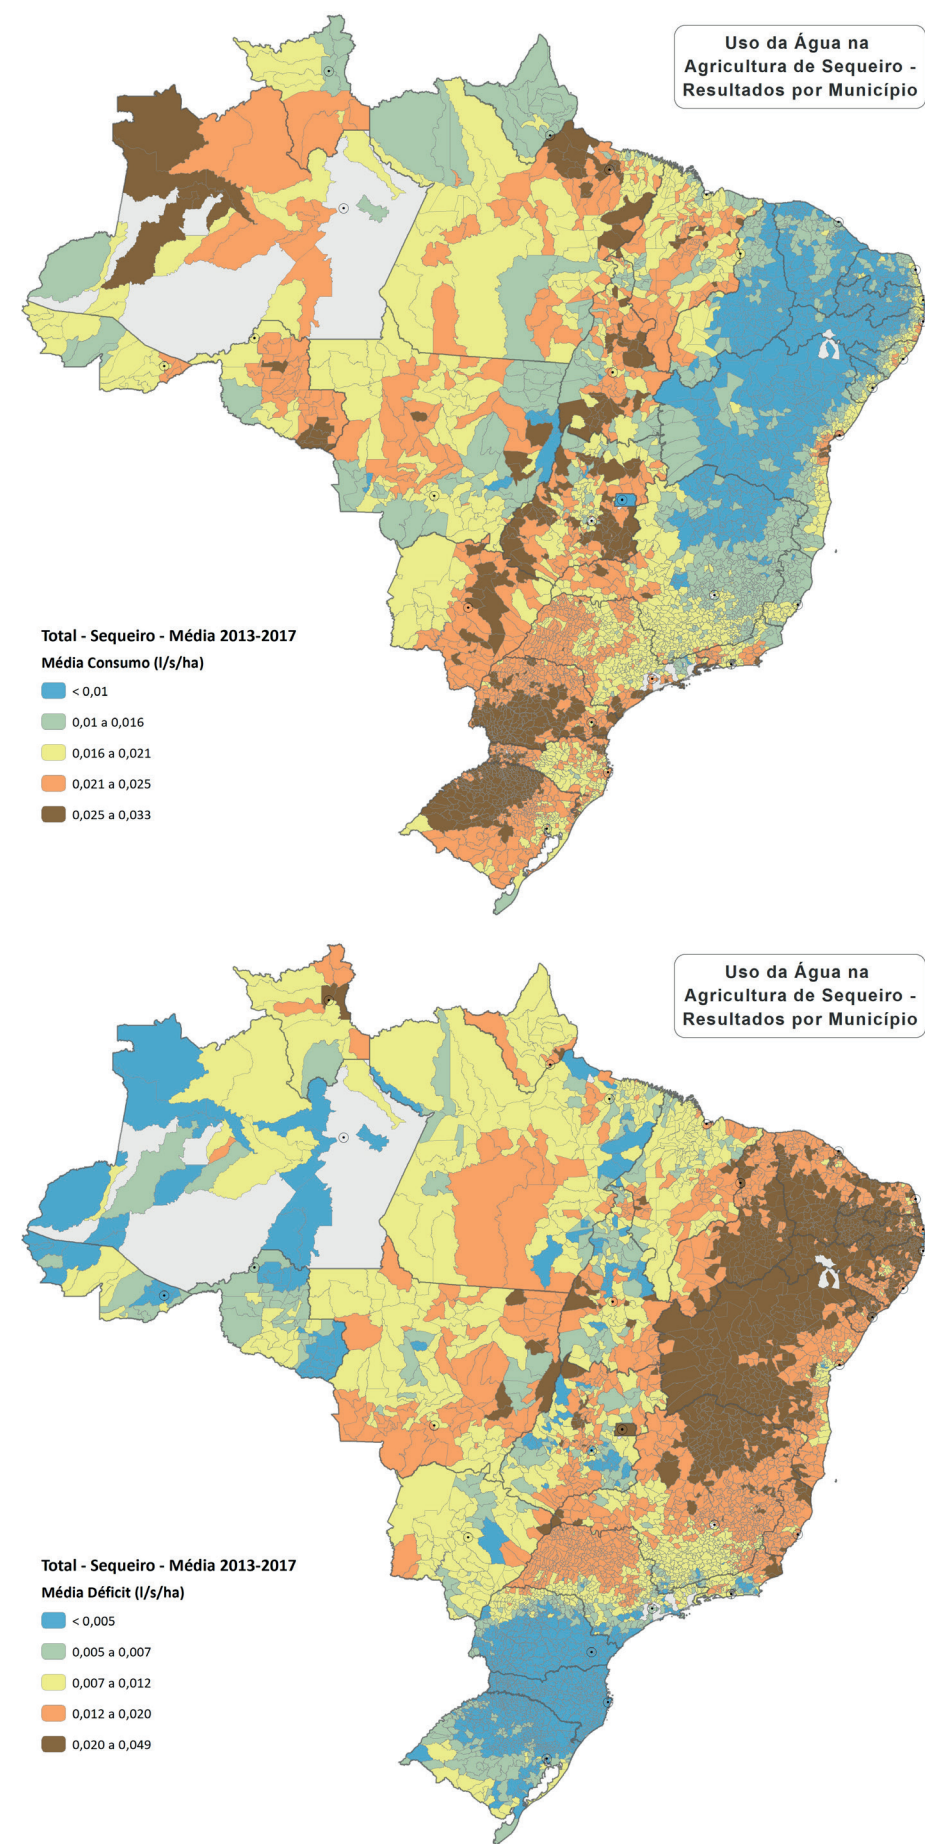 Uso da Água na
Agricultura de Sequeiro -
Resultados por Município
Total - Sequeiro - Média 2013-2017
Média Consumo (l/s/ha)
< 0,01
0,01 a 0,016
0,016 a 0,021
0,021 a 0,025
0,025 a 0,033
Uso da Água na
Agricultura de Sequeiro -
Resultados por Município
Total - Sequeiro - Média 2013-2017
Média Déficit (l/s/ha)
< 0,005
0,005 a 0,007
0,007 a 0,012
0,012 a 0,020
0,020 a 0,049